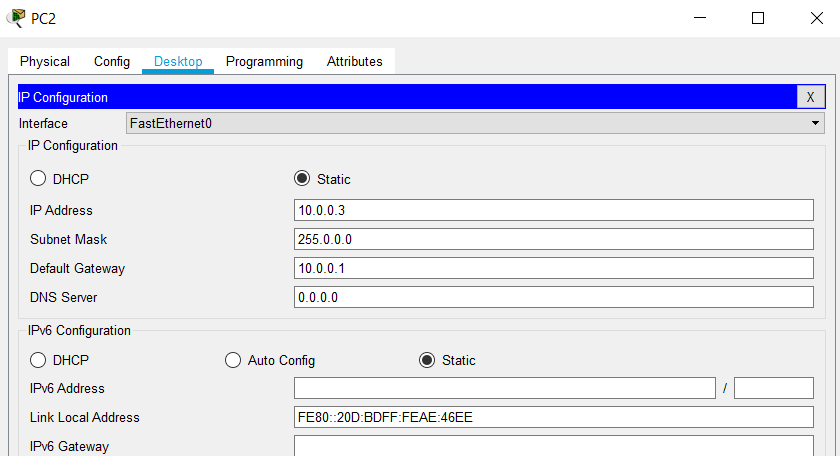 PC2
Physical Config Desktop Programming Attributes
IP Configuration X
Interface FastEthernet0
IP Configuration
DHCP Static
IP Address 10.0.0.3
Subnet Mask 255.0.0.0
Default Gateway 10.0.0.1
DNS Server 0.0.0.0
IPv6 Configuration
DHCP Auto Config Static
IPv6 Address /
Link Local Address FE80::20D:BDFF:FEAE:46EE
IPv6 Gateway